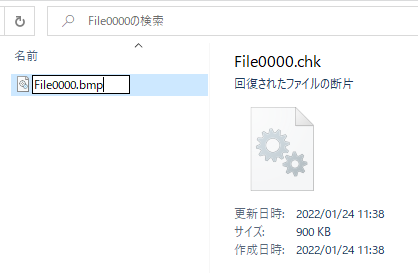 File0000の検索
名前
File0000.bmp
File0000.chk
回復されたファイルの断片
更新日時: 2022/01/24 11:38
サイズ: 900 KB
作成日時: 2022/01/24 11:38